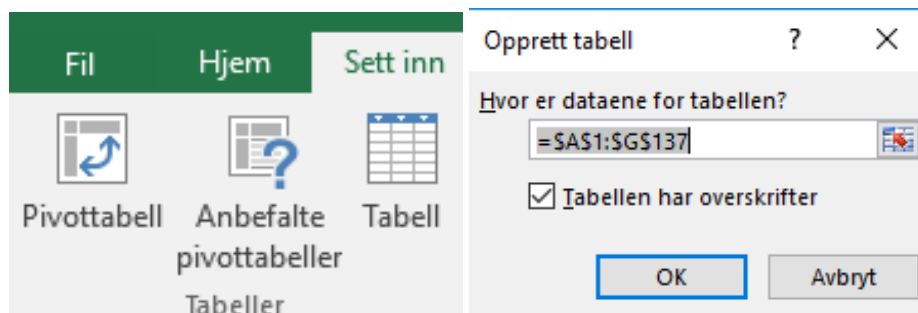 Fil Hjem Sett inn
Pivottabell Anbefalte Tabell
pivottabeller
Tabeller
Opprett tabell ? ×
Hvor er dataene for tabellen?
=$A$1:$G$137
Tabellen har overskrifter
OK Avbryt